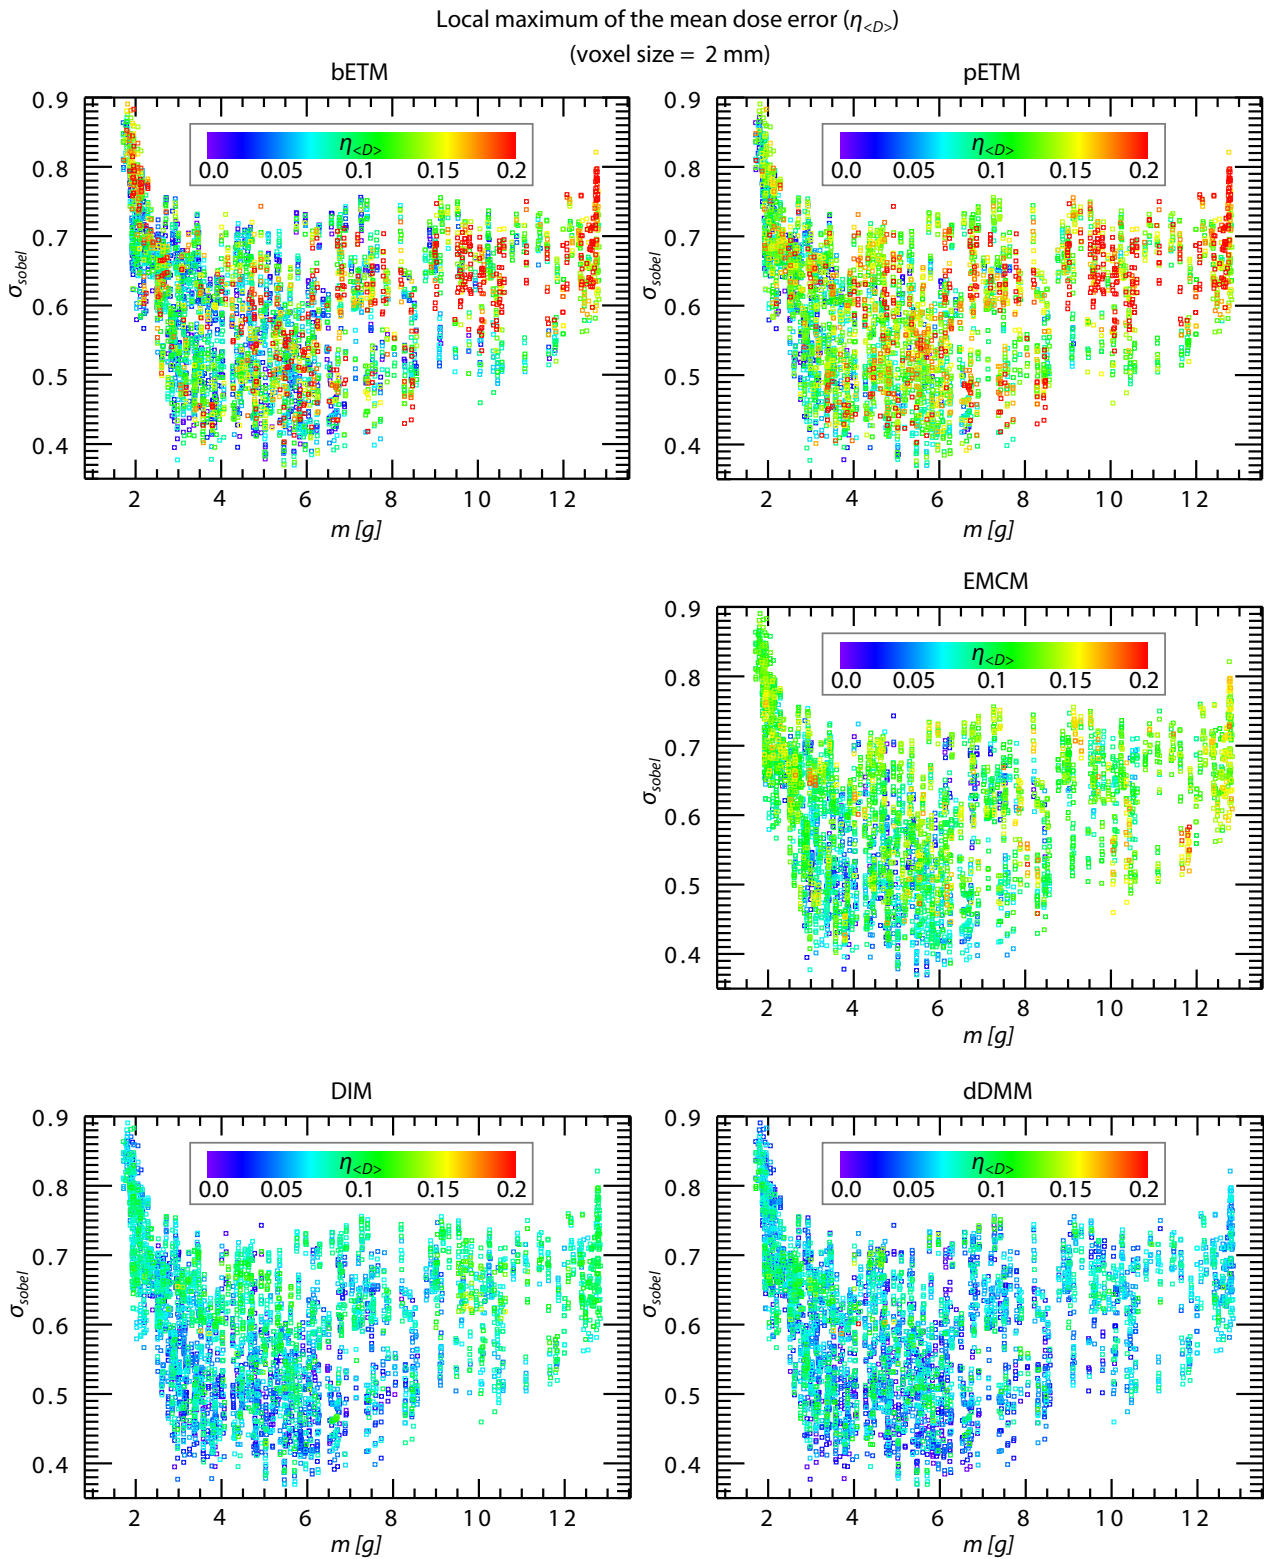 Local maximum of the mean dose error (η<D>)
(voxel size = 2 mm)
bETM
pETM
0.9
0.8
0.7
0.6
0.5
0.4
σsobel
η<D>
0.0 0.05 0.1 0.15 0.2
2 4 6 8 10 12
m [g]
0.9
0.8
0.7
0.6
0.5
0.4
σsobel
η<D>
0.0 0.05 0.1 0.15 0.2
2 4 6 8 10 12
m [g]
EMCM
0.9
0.8
0.7
0.6
0.5
0.4
σsobel
η<D>
0.0 0.05 0.1 0.15 0.2
2 4 6 8 10 12
m [g]
DIM
dDMM
0.9
0.8
0.7
0.6
0.5
0.4
σsobel
η<D>
0.0 0.05 0.1 0.15 0.2
2 4 6 8 10 12
m [g]
0.9
0.8
0.7
0.6
0.5
0.4
σsobel
η<D>
0.0 0.05 0.1 0.15 0.2
2 4 6 8 10 12
m [g]